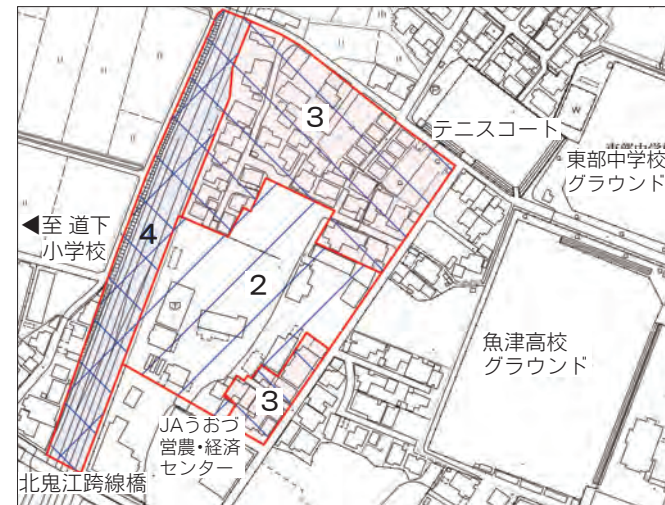 3
テニスコート
東部中学校
グラウンド
◀至 道下
小学校
4
2
魚津高校
グラウンド
3
JAうおづ
営農・経済
センター
北鬼江跨線橋